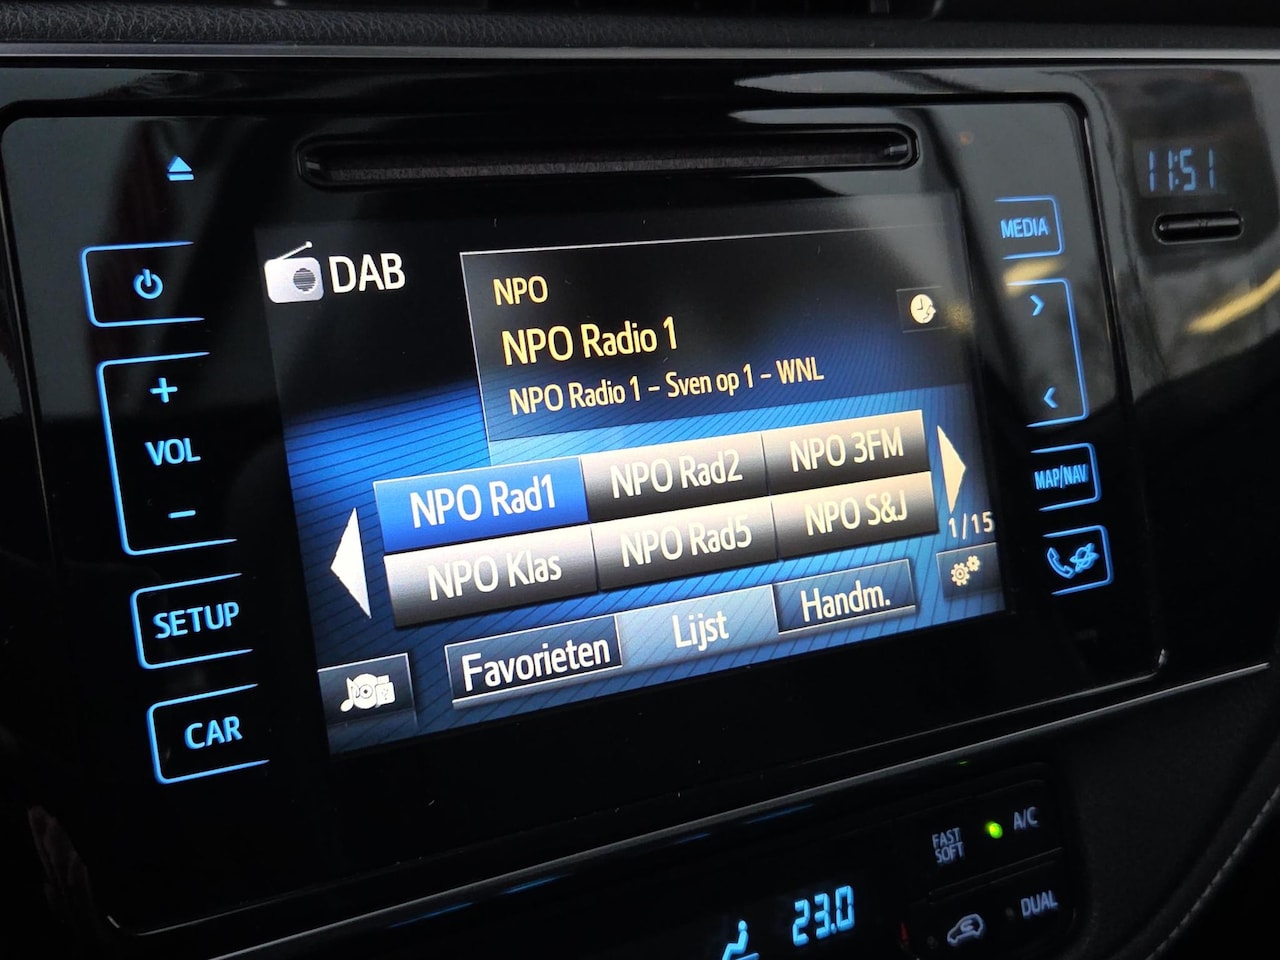 11:51
MEDIA
DAB
NPO
NPO Radio 1
NPO Radio 1 - Sven op 1 - WNL
+
VOL
-
NPO Rad1
NPO Rad2
NPO 3FM
NPO Klas
NPO Rad5
NPO S&J
1/15
MAP/NAV
SETUP
Favorieten
Lijst
Handm.
CAR
FAST
SOFT
A/C
23.0
DUAL